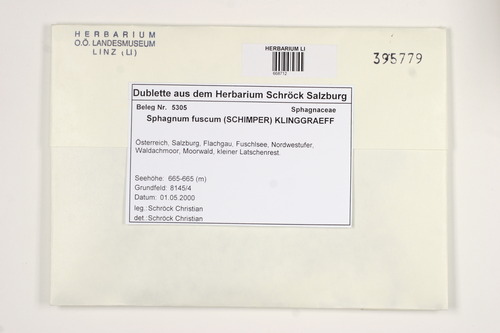 HERBARIUM
O.Ö. LANDESMUSEUM
LINZ (LI)
HERBARIUM LI
395779
Dublette aus dem Herbarium Schröck Salzburg
Beleg Nr. 5305 Sphagnaceae
Sphagnum fuscum (SCHIMPER) KLINGGRAEFF
Österreich, Salzburg, Flachgau, Fuschlsee, Nordwestufer,
Waldachmoor, Moorwald, kleiner Latschenrest.
Seehöhe: 665-665 (m)
Grundfeld: 8145/4
Datum: 01.05.2000
leg. Schröck Christian
det. Schröck Christian